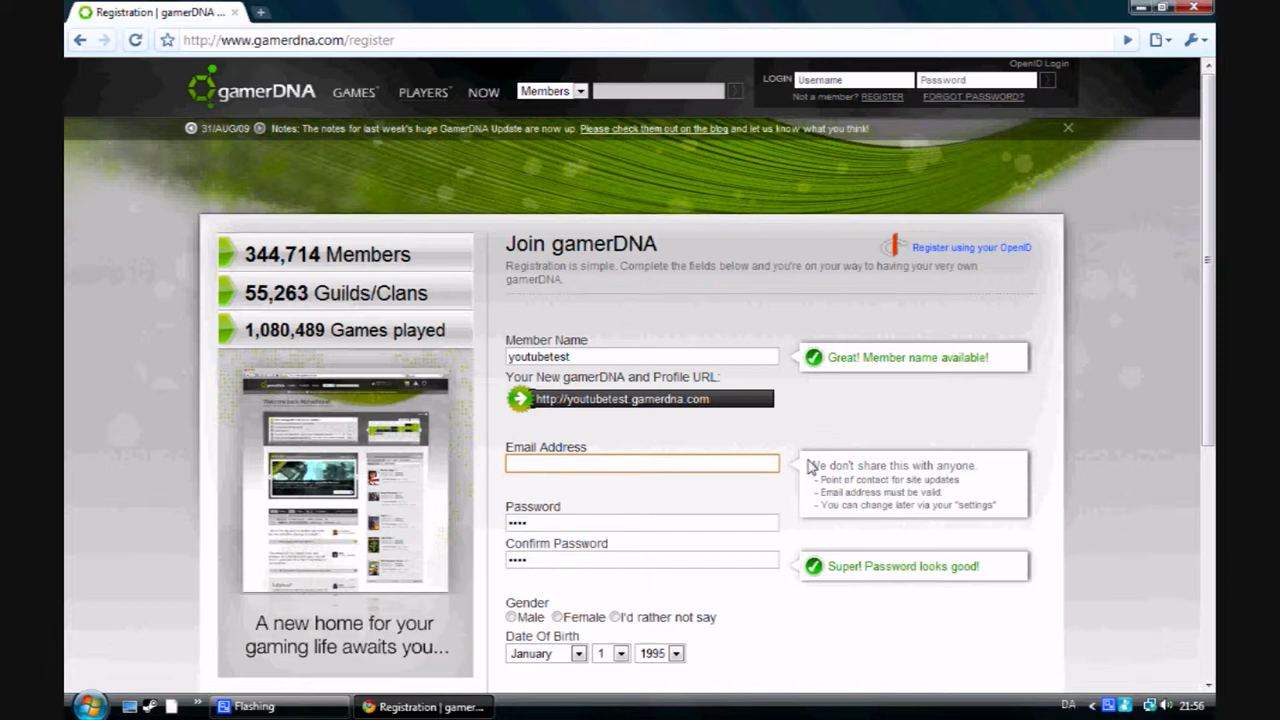 Registration | gamerDNA ...
http://www.gamerdna.com/register
OpenID Login
gamerDNA GAMES PLAYERS NOW Members
LOGIN Username Password
Not a member? REGISTER FORGOT PASSWORD?
31/AUG/09 Notes: The notes for last week's huge GamerDNA Update are now up. Please check them out on the blog and let us know what you think!
344,714 Members
55,263 Guilds/Clans
1,080,489 Games played
A new home for your
gaming life awaits you...
Join gamerDNA
Register using your OpenID
Registration is simple. Complete the fields below and you're on your way to having your very own
gamerDNA.
Member Name
youtubetest
Great! Member name available!
Your New gamerDNA and Profile URL:
http://youtubetest.gamerdna.com
Email Address
We don't share this with anyone.
- Point of contact for site updates
- Email address must be valid.
- You can change later via your "settings"
Password
••••
Confirm Password
••••
Super! Password looks good!
Gender
Male Female I'd rather not say
Date Of Birth
January 1 1995
Flashing
Registration | gamer...
DA
21:56